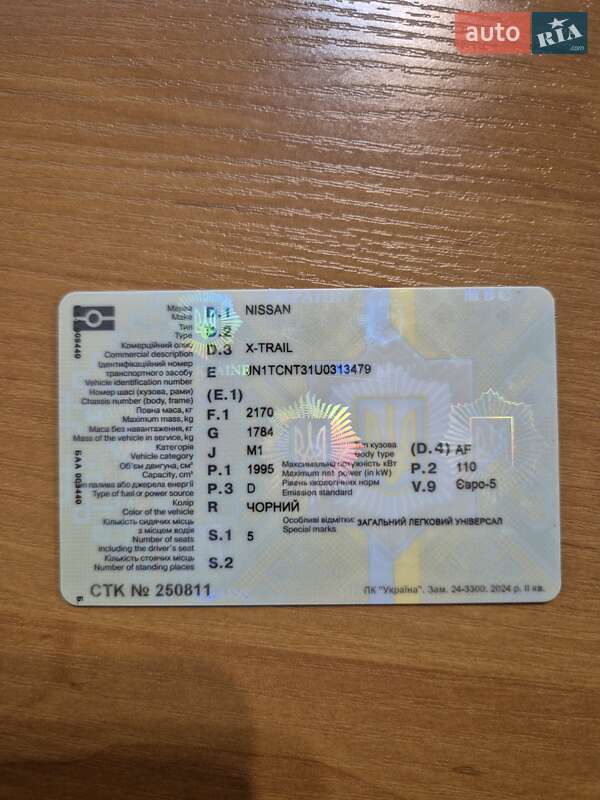 auto RIA .com
МВС
Марка D.1 NISSAN
Make
Тип D.2
Type
Комерційний опис D.3 X-TRAIL
Commercial description
Ідентифікаційний номер
транспортного засобу E JN1TCNT31U0313479
Vehicle identification number
Номер шасі (кузова, рами) (E.1)
Chassis number (body, frame)
Повна маса, кг F.1 2170
Maximum mass, kg
Маса без навантаження, кг G 1784
Mass of the vehicle in service, kg
Категорія J M1
Vehicle category
Тип кузова (D.4) AF
body type
Об'єм двигуна, см³ P.1 1995
Capacity, cm³
Максимальна потужність кВт P.2 110
Maximum net power (in kW)
Тип палива або джерела енергії P.3 D
Type of fuel or power source
Рівень екологічних норм V.9 Євро-5
Emission standard
Колір R ЧОРНИЙ
Color of the vehicle
Кількість сидячих місць
з місцем водія S.1 5
Number of seats
including the driver's seat
Особливі відмітки: ЗАГАЛЬНИЙ ЛЕГКОВИЙ УНІВЕРСАЛ
Special marks
Кількість стоячих місць S.2
Number of standing places
СТК № 250811
ПК "Україна". Зам. 24-3300. 2024 р. II кв.